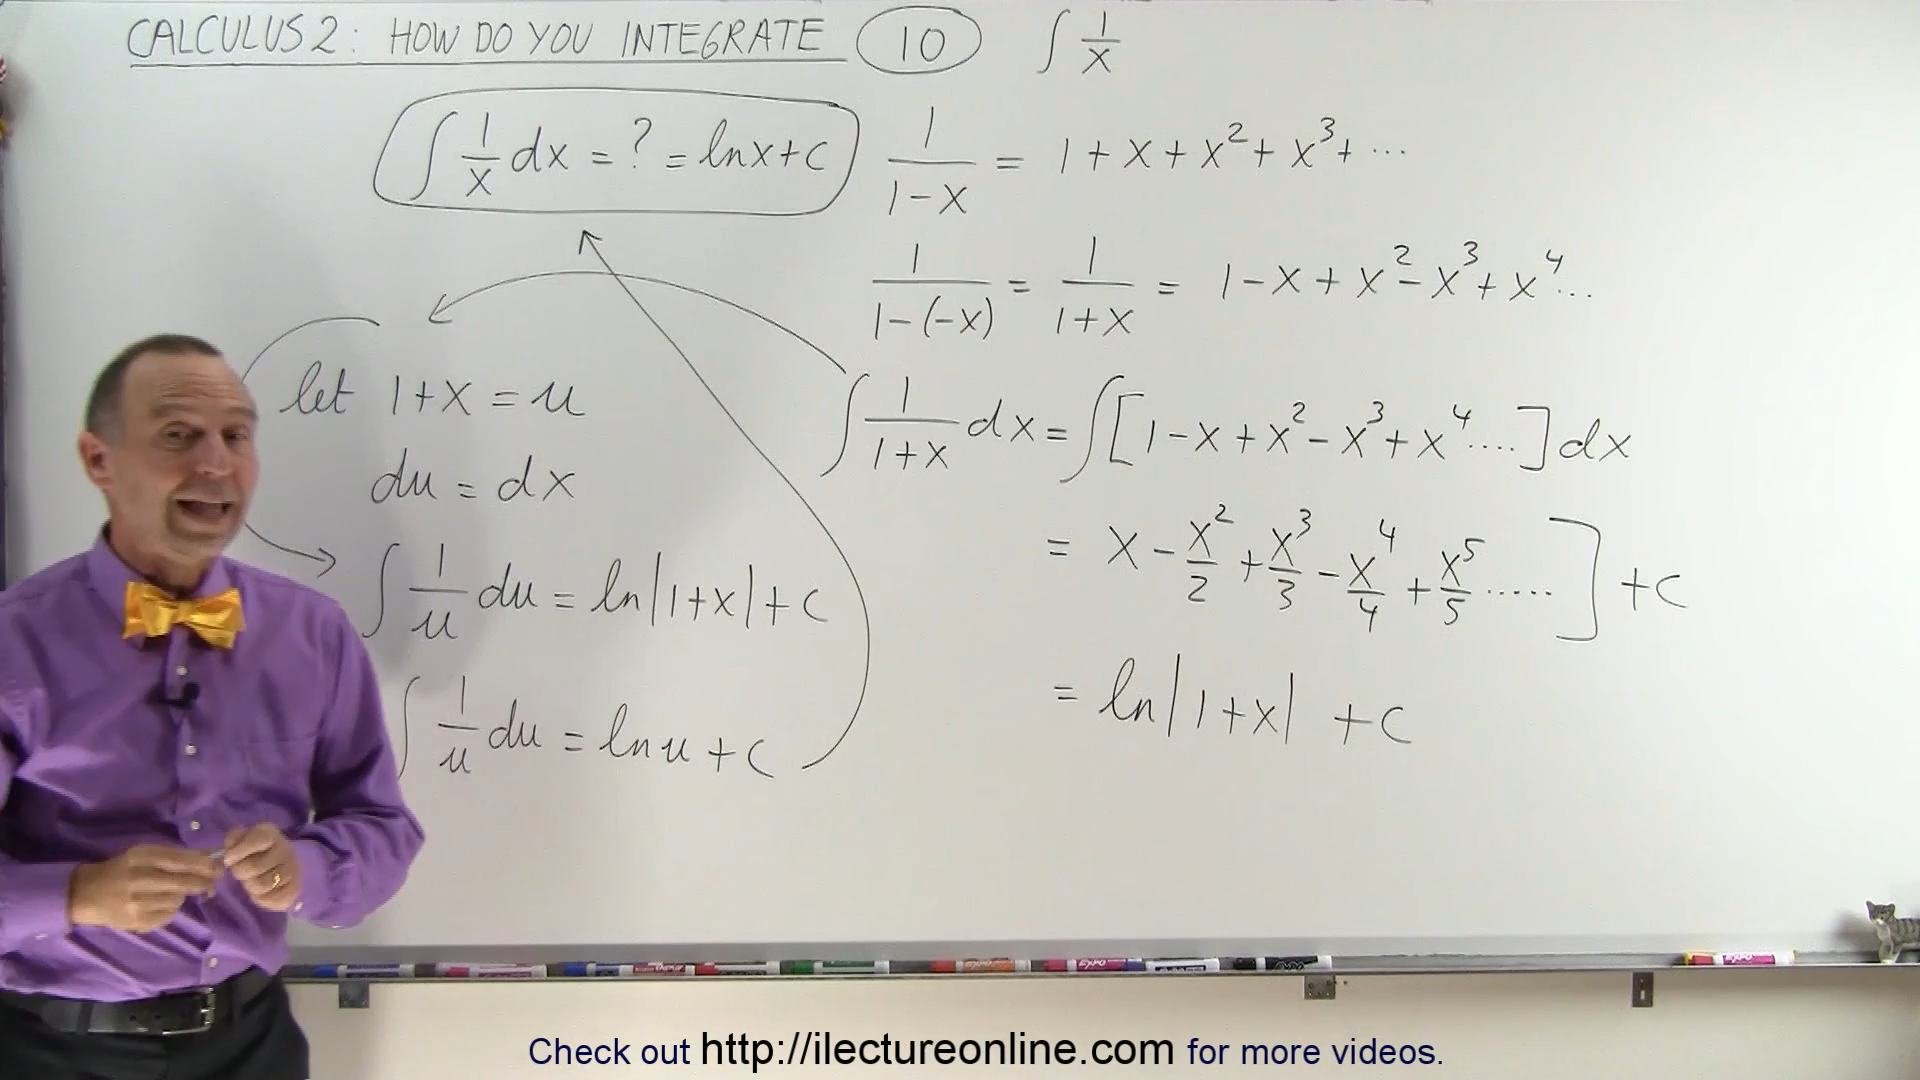 CALCULUS 2: HOW DO YOU INTEGRATE 10 ∫ 1/x
∫ 1/x dx = ? = ln x + c
1/(1-x) = 1 + x + x² + x³ + ...
1/(1-(-x)) = 1/(1+x) = 1 - x + x² - x³ + x⁴ ...
let 1+x = u
du = dx
∫ 1/u du = ln|1+x| + c
∫ 1/u du = ln u + c
∫ 1/(1+x) dx = ∫ [1 - x + x² - x³ + x⁴ ....] dx
= x - x²/2 + x³/3 - x⁴/4 + x⁵/5 ..... ] + c
= ln|1+x| + c
EXPO
Check out http://ilectureonline.com for more videos.